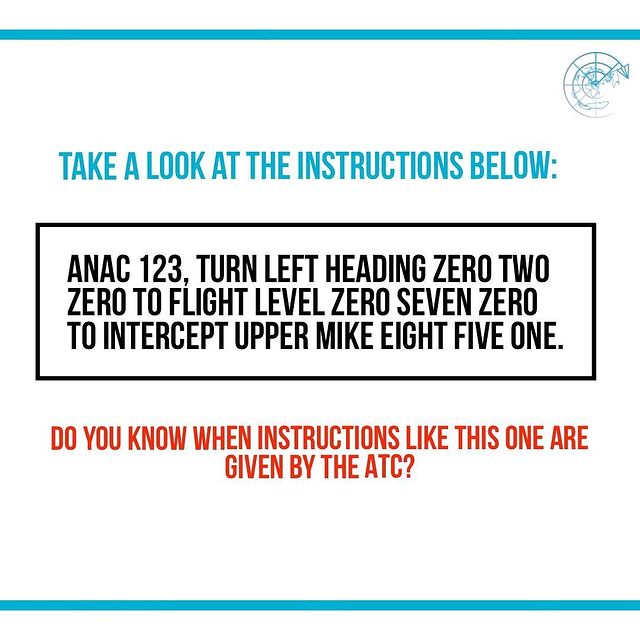 TAKE A LOOK AT THE INSTRUCTIONS BELOW:
ANAC 123, TURN LEFT HEADING ZERO TWO
ZERO TO FLIGHT LEVEL ZERO SEVEN ZERO
TO INTERCEPT UPPER MIKE EIGHT FIVE ONE.
DO YOU KNOW WHEN INSTRUCTIONS LIKE THIS ONE ARE
GIVEN BY THE ATC?